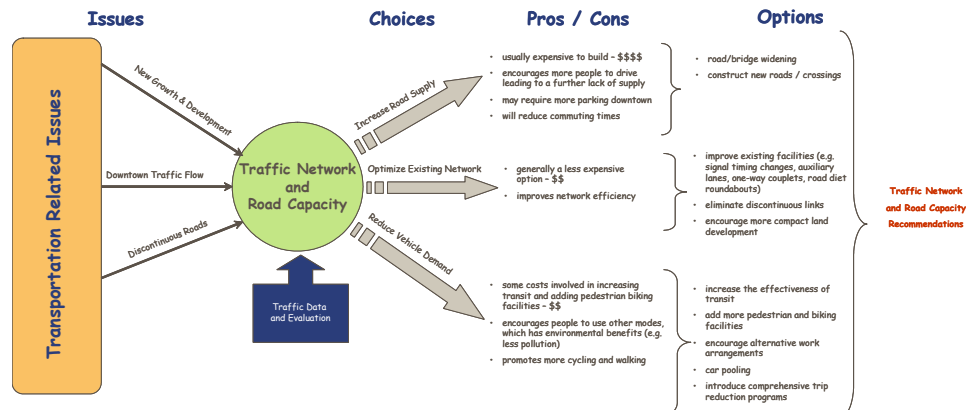 Issues
Choices
Pros / Cons
Options
Transportation Related Issues
New Growth & Development
Downtown Traffic Flow
Discontinuous Roads
Traffic Network
and
Road Capacity
Traffic Data
and Evaluation
Increase Road Supply
Optimize Existing Network
Reduce Vehicle Demand
• usually expensive to build – $$$$
• encourages more people to drive
leading to a further lack of supply
• may require more parking downtown
• will reduce commuting times
• generally a less expensive
option – $$
• improves network efficiency
• some costs involved in increasing
transit and adding pedestrian biking
facilities – $$
• encourages people to use other modes,
which has environmental benefits (e.g.
less pollution)
• promotes more cycling and walking
• road/bridge widening
• construct new roads / crossings
• improve existing facilities (e.g.
signal timing changes, auxiliary
lanes, one-way couplets, road diet
roundabouts)
• eliminate discontinuous links
• encourage more compact land
development
• increase the effectiveness of
transit
• add more pedestrian and biking
facilities
• encourage alternative work
arrangements
• car pooling
• introduce comprehensive trip
reduction programs
Traffic Network
and Road Capacity
Recommendations